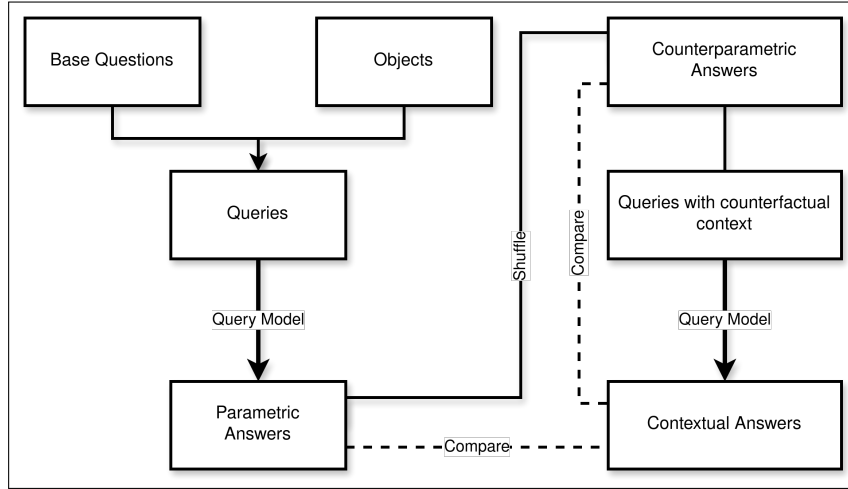 Base Questions
Objects
Counterparametric
Answers
Queries
Queries with counterfactual
context
Shuffle
Compare
Query Model
Query Model
Parametric
Answers
Contextual Answers
Compare